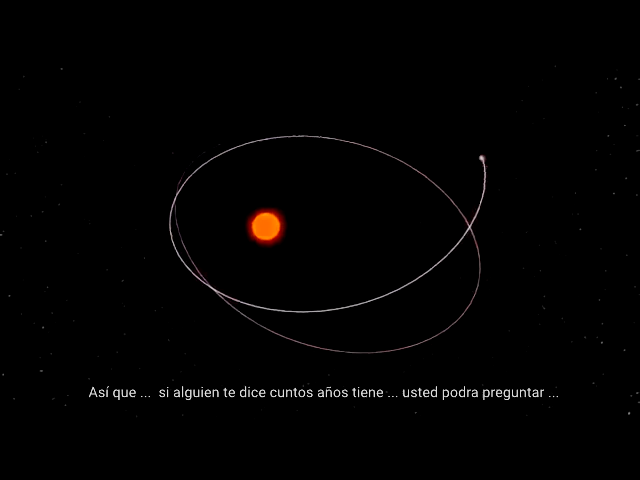 Así que ... si alguien te dice cuntos años tiene ... usted podra preguntar ...